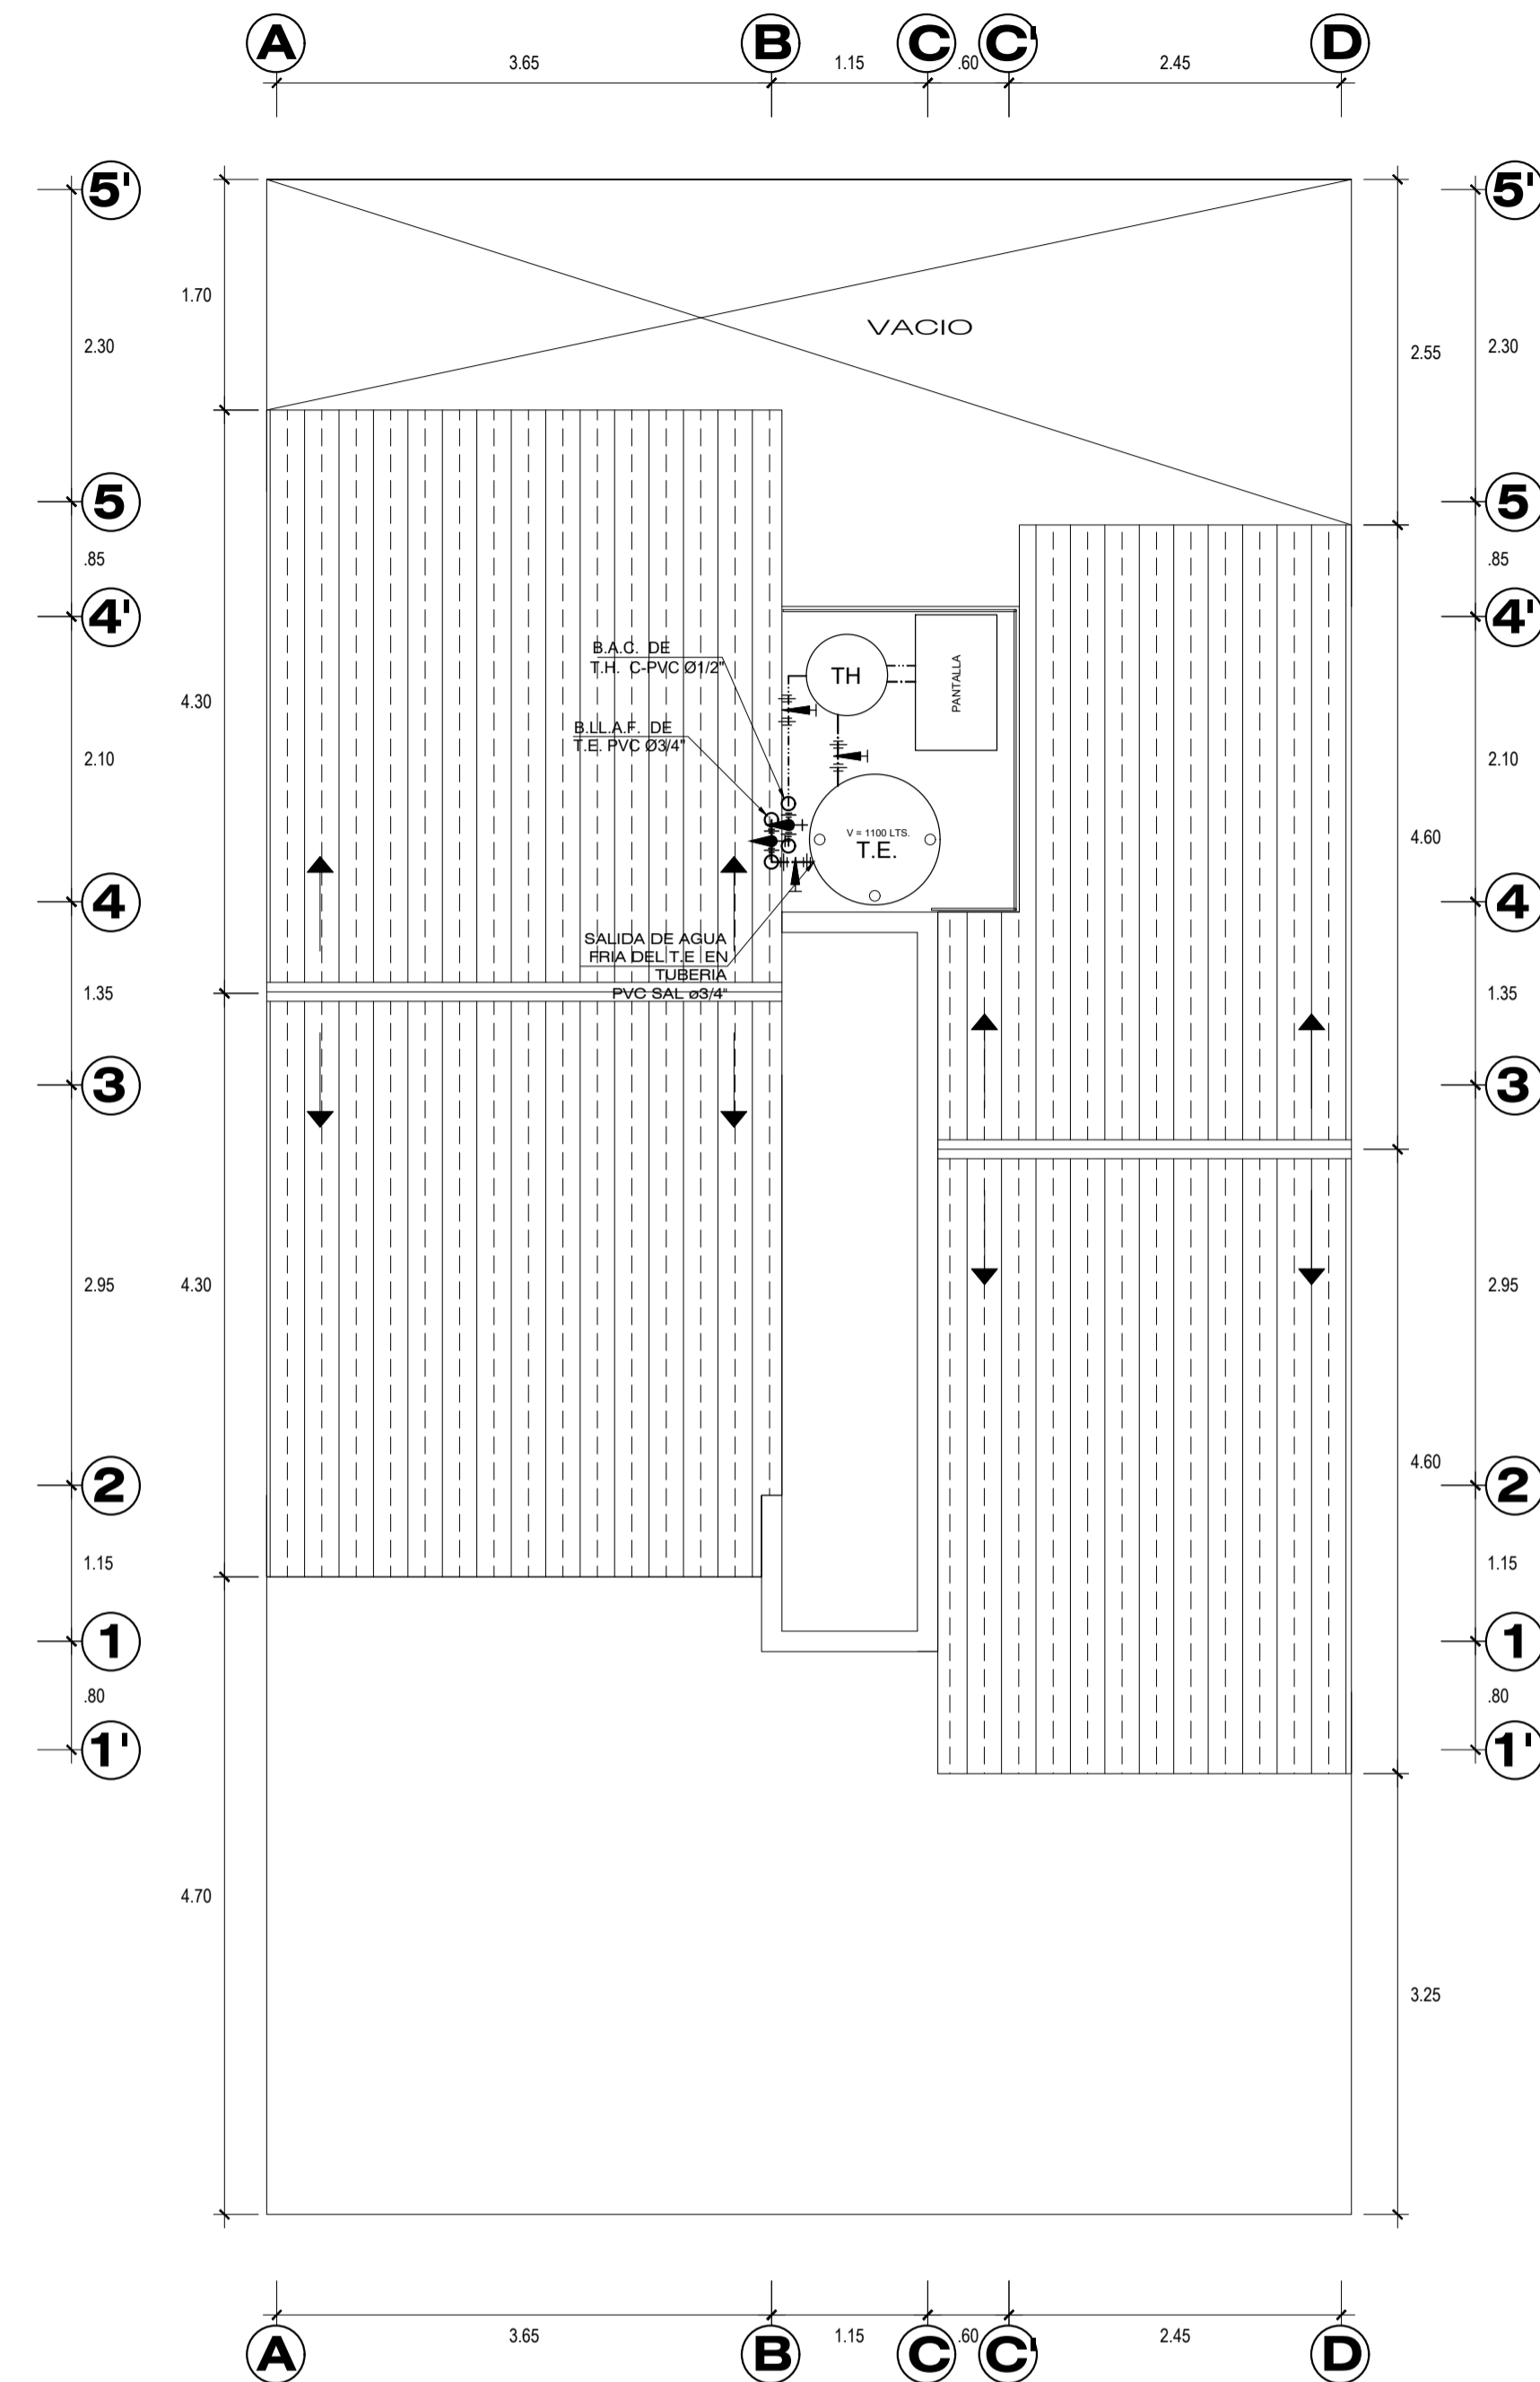 A B C C' D
3.65 1.15 .60 2.45
5' 5'
1.70
2.30 2.55 2.30
VACIO
5 5
.85 .85
4' 4'
B.A.C. DE
T.H. C-PVC Ø1/2"
TH
PANTALLA
4.30
B.LL.A.F. DE
T.E. PVC Ø3/4"
2.10 2.10
V = 1100 LTS.
T.E.
4.60
4 4
SALIDA DE AGUA
FRIA DEL T.E EN
TUBERIA
PVC SAL ø3/4"
1.35 1.35
3 3
2.95 4.30 2.95
4.60
2 2
1.15 1.15
1 1
.80 .80
1' 1'
4.70
3.25
3.65 1.15 .60 2.45
A B C C' D